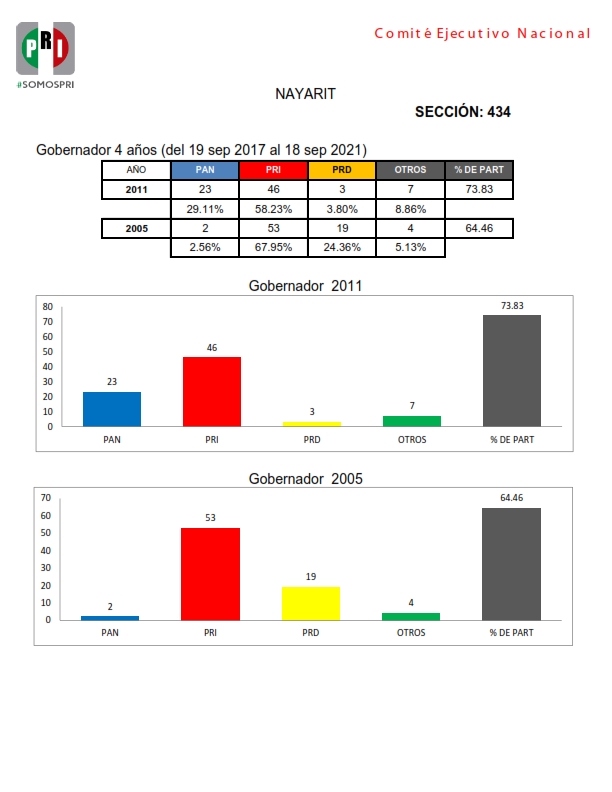 PRI
#SOMOSPRI
Comité Ejecutivo Nacional
NAYARIT
SECCIÓN: 434
Gobernador 4 años (del 19 sep 2017 al 18 sep 2021)
AÑO PAN PRI PRD OTROS % DE PART
2011 23 46 3 7 73.83
29.11% 58.23% 3.80% 8.86%
2005 2 53 19 4 64.46
2.56% 67.95% 24.36% 5.13%
Gobernador 2011
80
70
60
50
40
30
20
10
0
23
46
3
7
73.83
PAN PRI PRD OTROS % DE PART
Gobernador 2005
70
60
50
40
30
20
10
0
2
53
19
4
64.46
PAN PRI PRD OTROS % DE PART